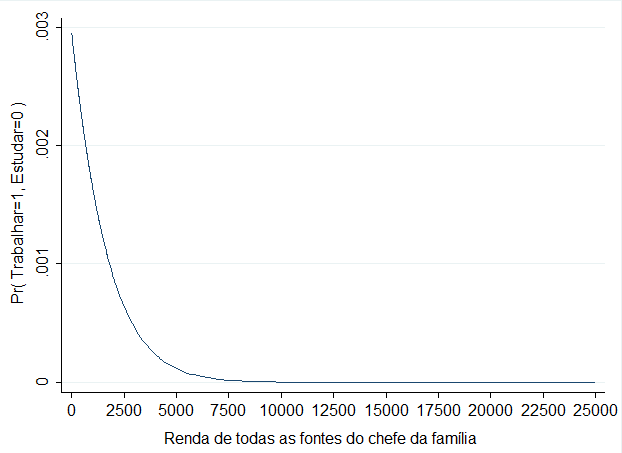 Pr( Trabalhar=1, Estudar=0 )
.003
.002
.001
0
0 2500 5000 7500 10000 12500 15000 17500 20000 22500 25000
Renda de todas as fontes do chefe da família